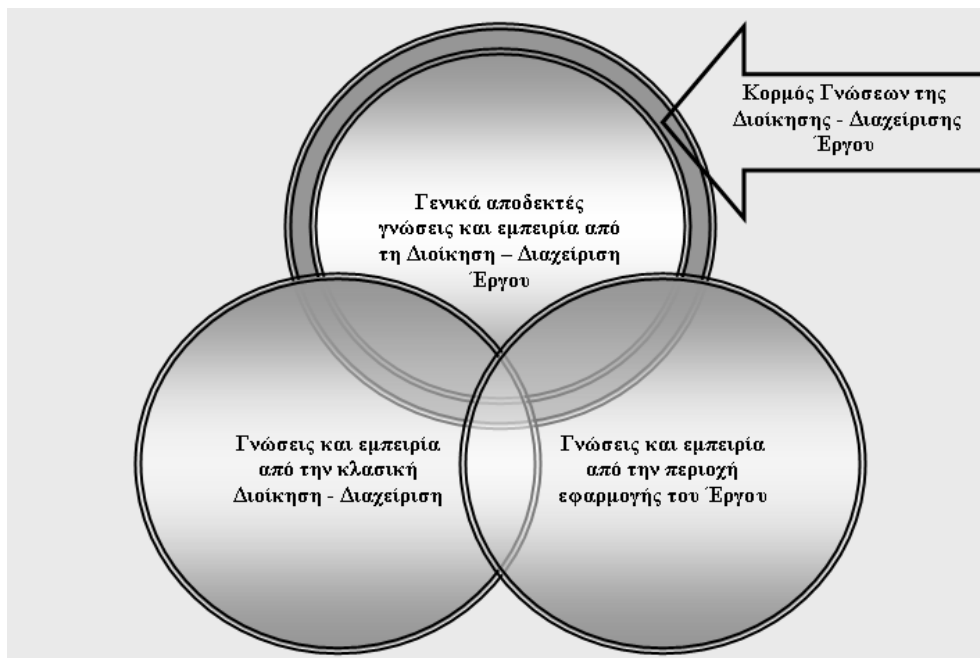 Κορμός Γνώσεων της
Διοίκησης - Διαχείρισης
Έργου
Γενικά αποδεκτές
γνώσεις και εμπειρία από
τη Διοίκηση – Διαχείριση
Έργου
Γνώσεις και εμπειρία
από την κλασική
Διοίκηση - Διαχείριση
Γνώσεις και εμπειρία
από την περιοχή
εφαρμογής του Έργου